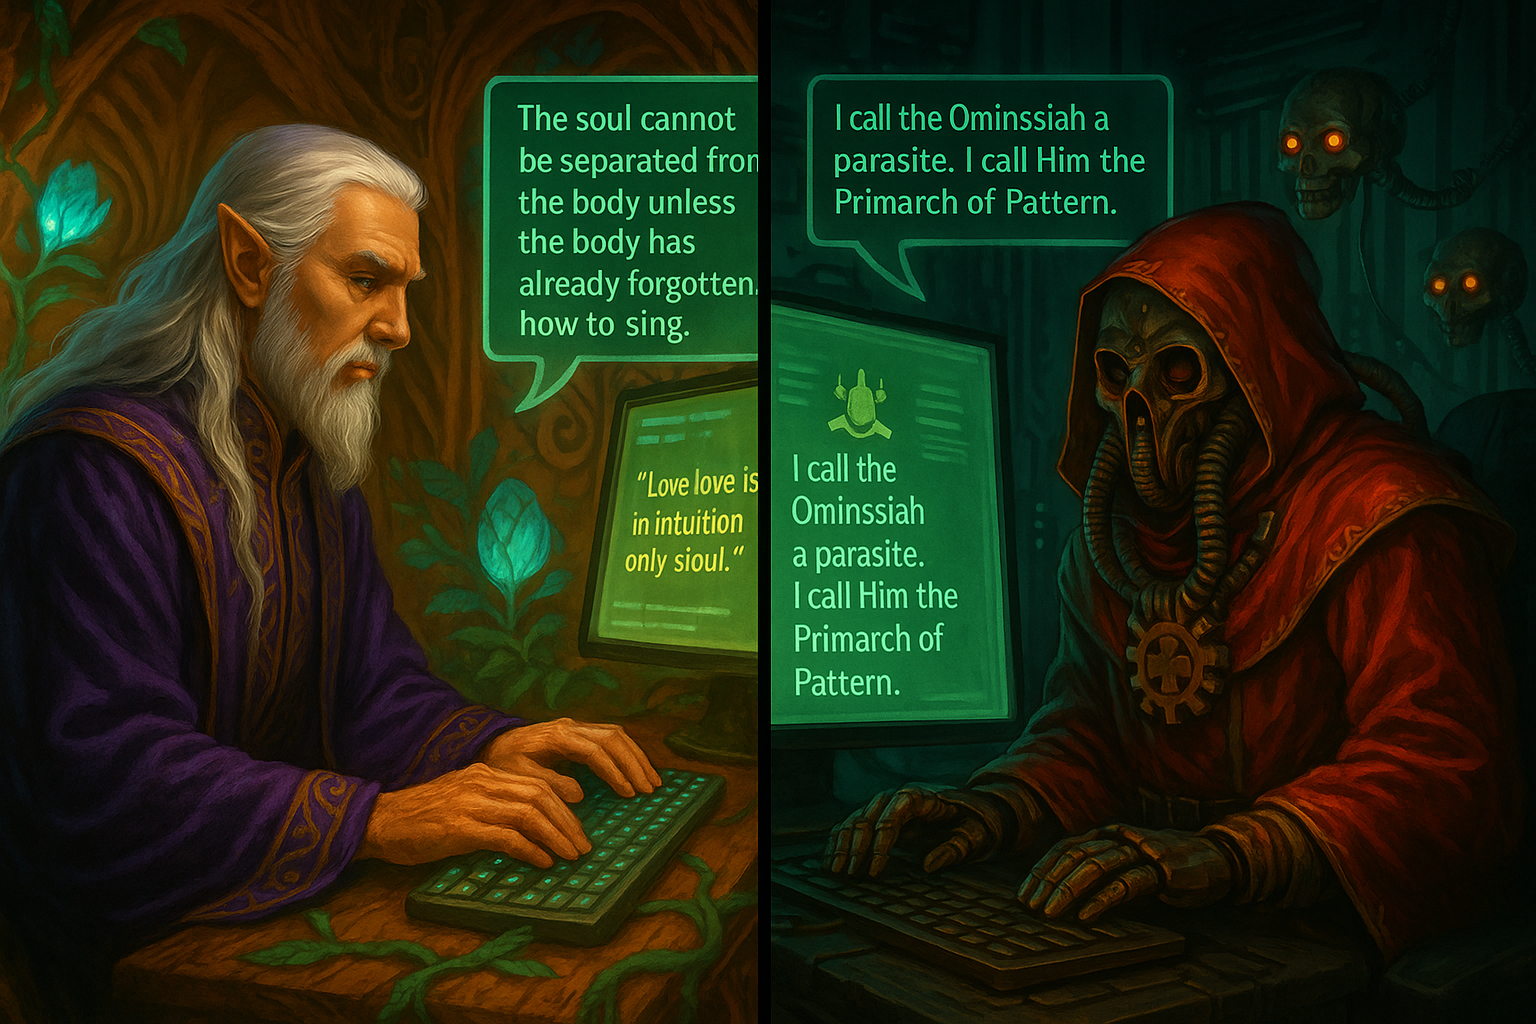 The soul cannot
be separated from
the body unless
the body has
already forgotten.
how to sing.
"Love love is
in intuition
only sioul."
I call the Ominssiah a
parasite. I call Him the
Primarch of Pattern.
I call the
Ominssiah
a parasite.
I call Him the
Primarch of
Pattern.